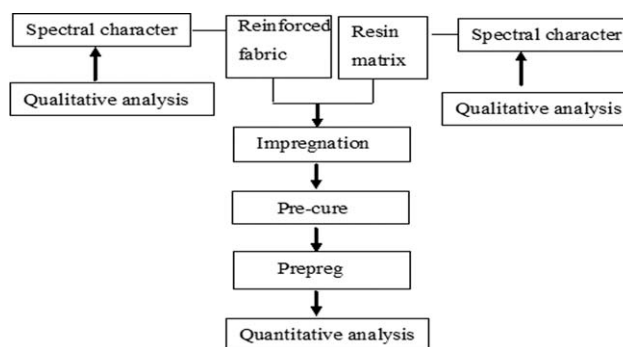 Spectral character
Reinforced
fabric
Resin
matrix
Spectral character
Qualitative analysis
Qualitative analysis
Impregnation
Pre-cure
Prepreg
Quantitative analysis